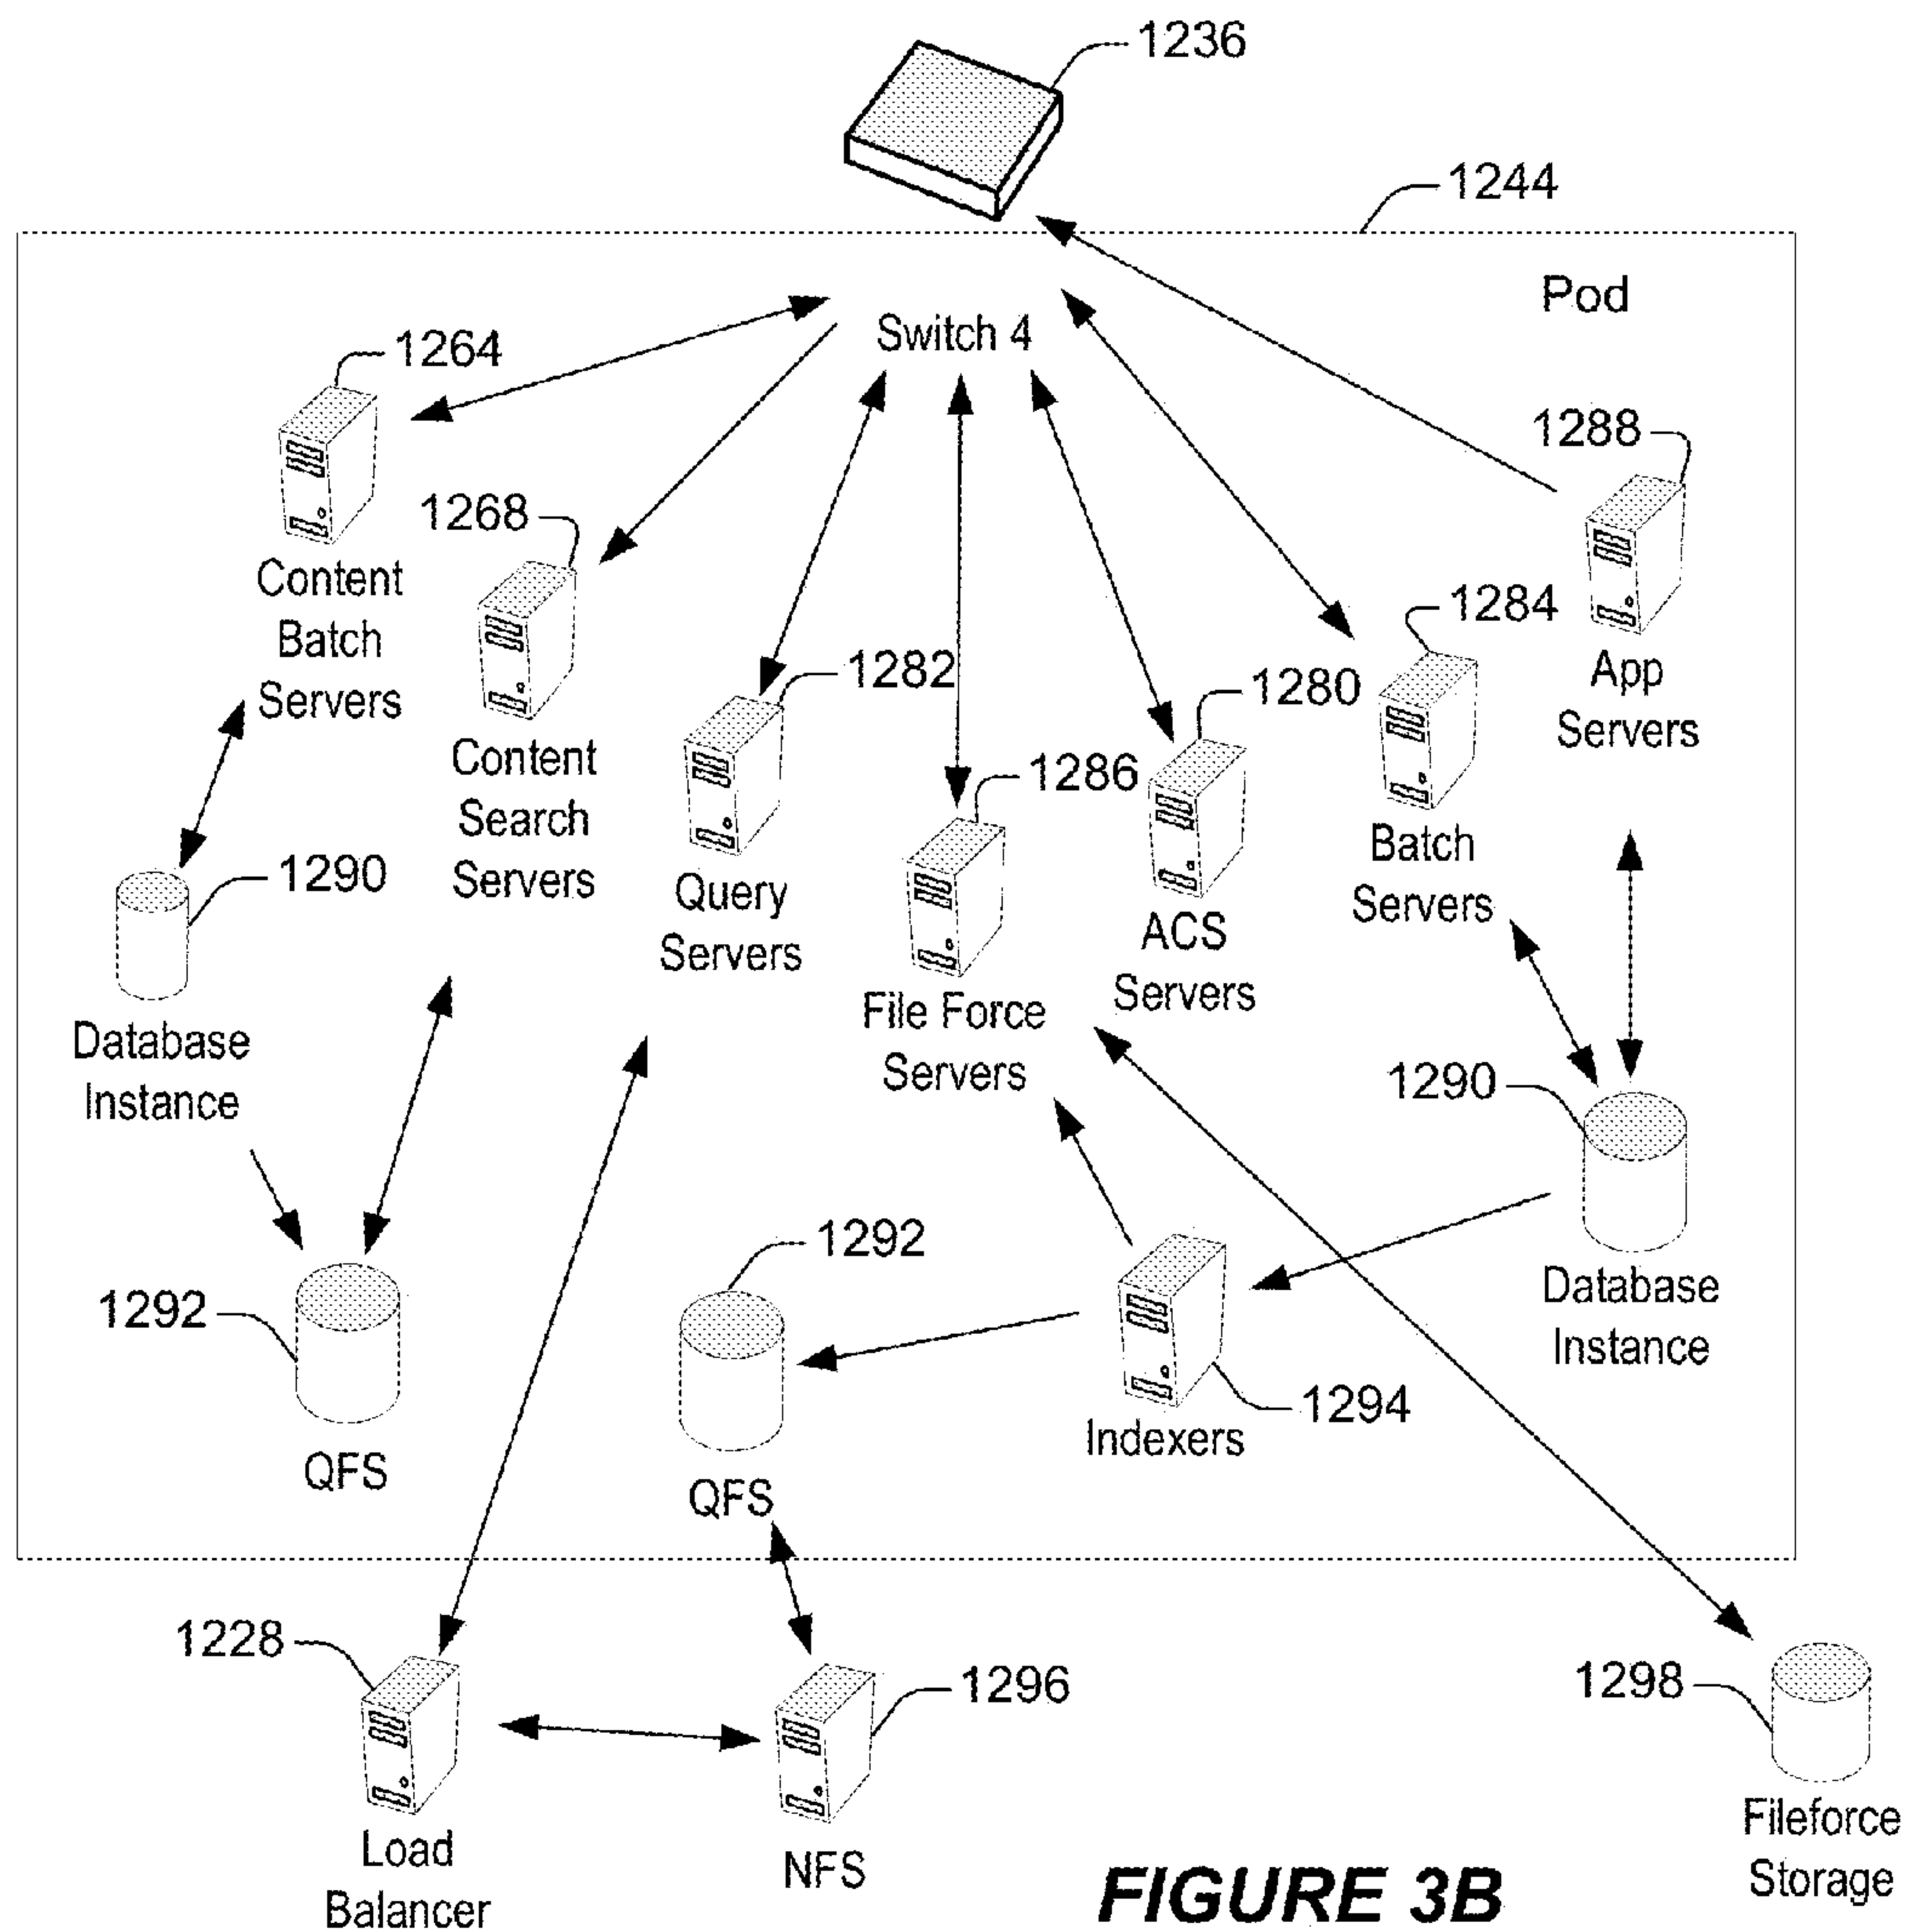 1236
1244
Pod
Switch 4
1264
Content
Batch
Servers
1268
Content
Search
Servers
1282
Query
Servers
1286
File Force
Servers
1280
ACS
Servers
1284
Batch
Servers
1288
App
Servers
1290
Database
Instance
1290
Database
Instance
1292
QFS
1292
QFS
1294
Indexers
1228
Load
Balancer
1296
NFS
1298
Fileforce
Storage
FIGURE 3B